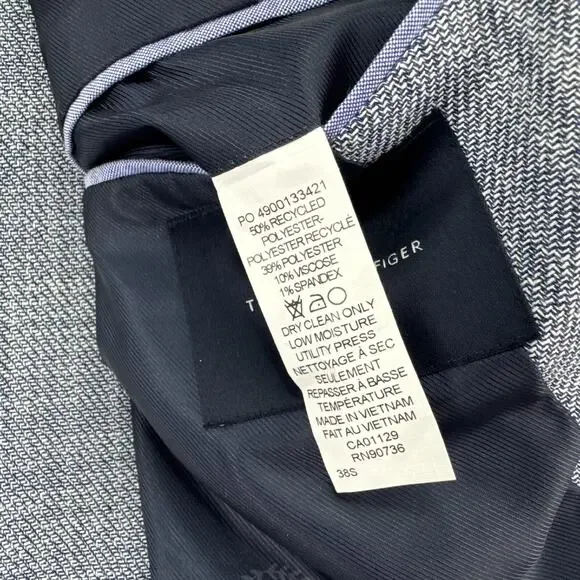 PO 4900133421
50% RECYCLED
POLYESTER-
POLYESTER RECYCLÉ
39% POLYESTER
10% VISCOSE
1% SPANDEX
DRY CLEAN ONLY
LOW MOISTURE
UTILITY PRESS
NETTOYAGE À SEC
SEULEMENT
REPASSER À BASSE
TEMPÉRATURE
MADE IN VIETNAM
FAIT AU VIETNAM
CA01129
RN90736
38S
T FIGER